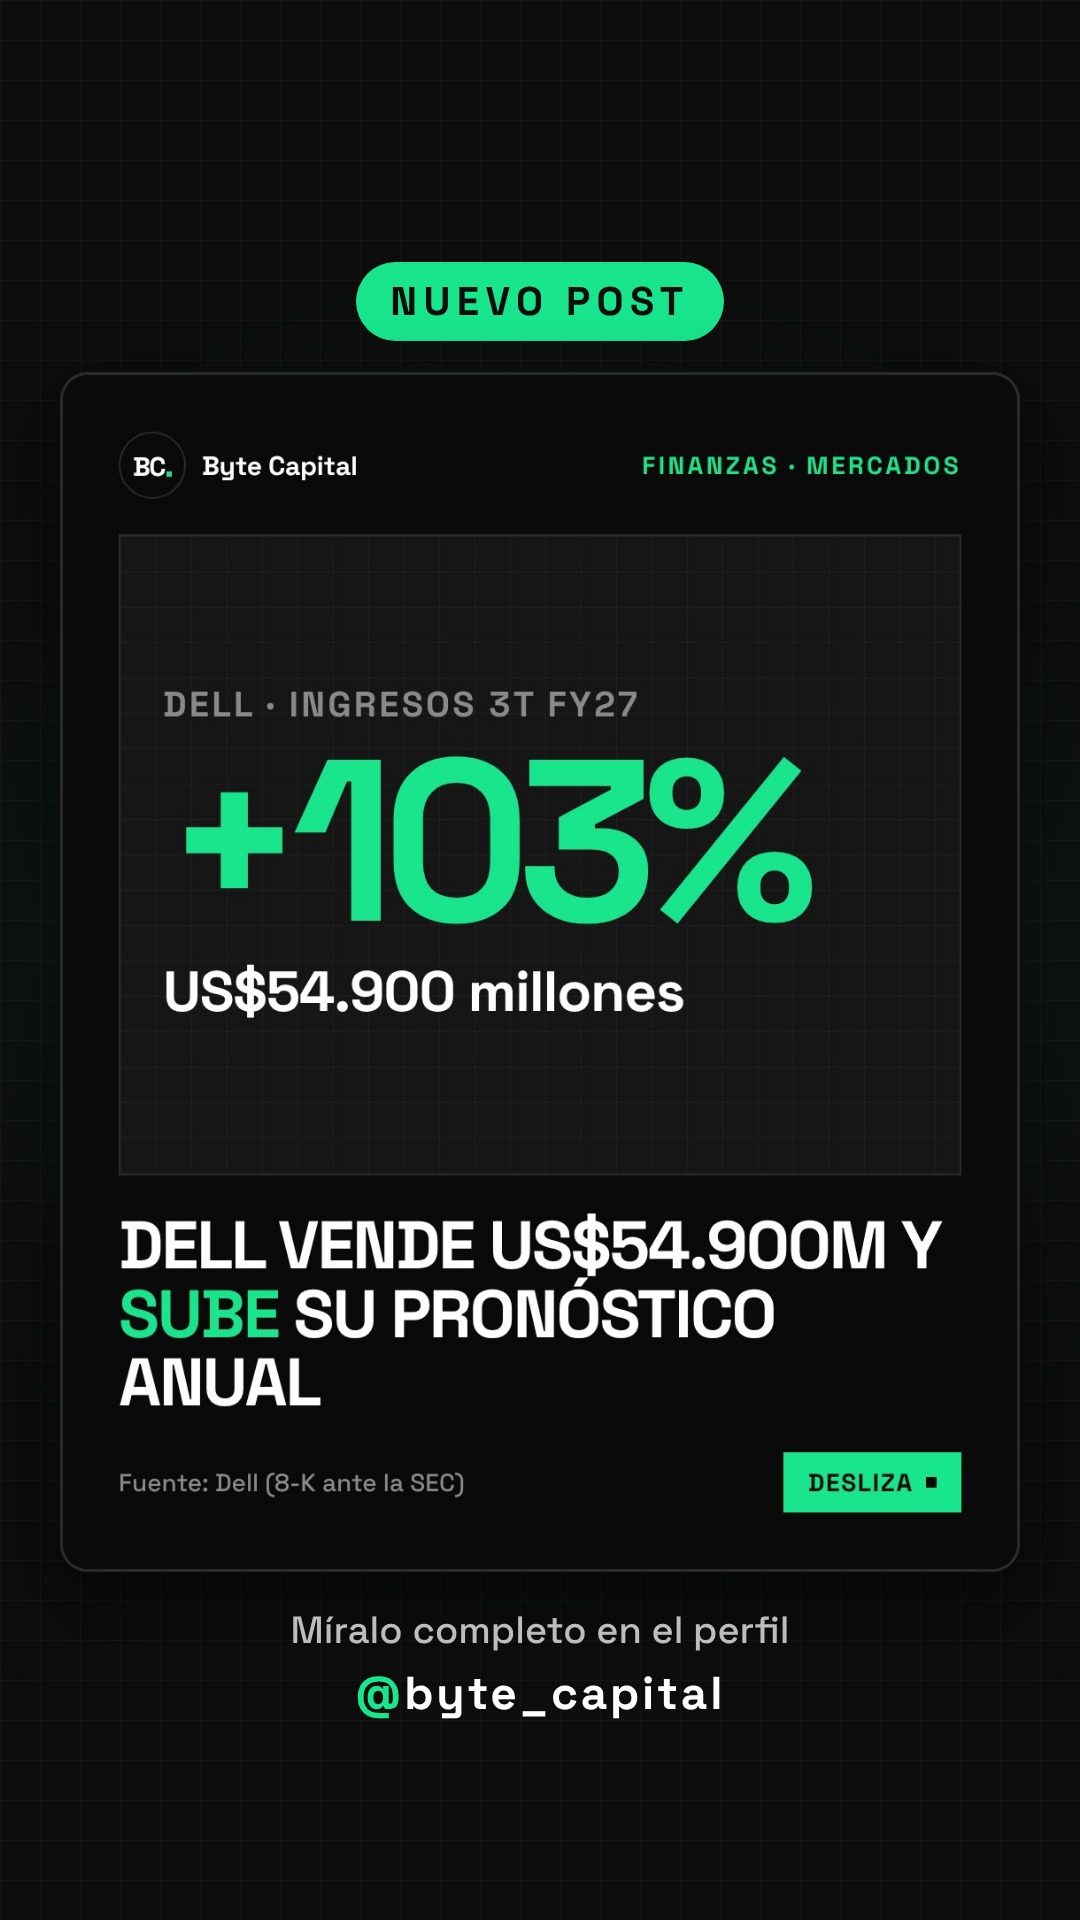 NUEVO POST
BC. Byte Capital
FINANZAS · MERCADOS
DELL · INGRESOS 3T FY27
+103%
US$54.900 millones
DELL VENDE US$54.900M Y
SUBE SU PRONÓSTICO
ANUAL
Fuente: Dell (8-K ante la SEC)
DESLIZA
Míralo completo en el perfil
@byte_capital